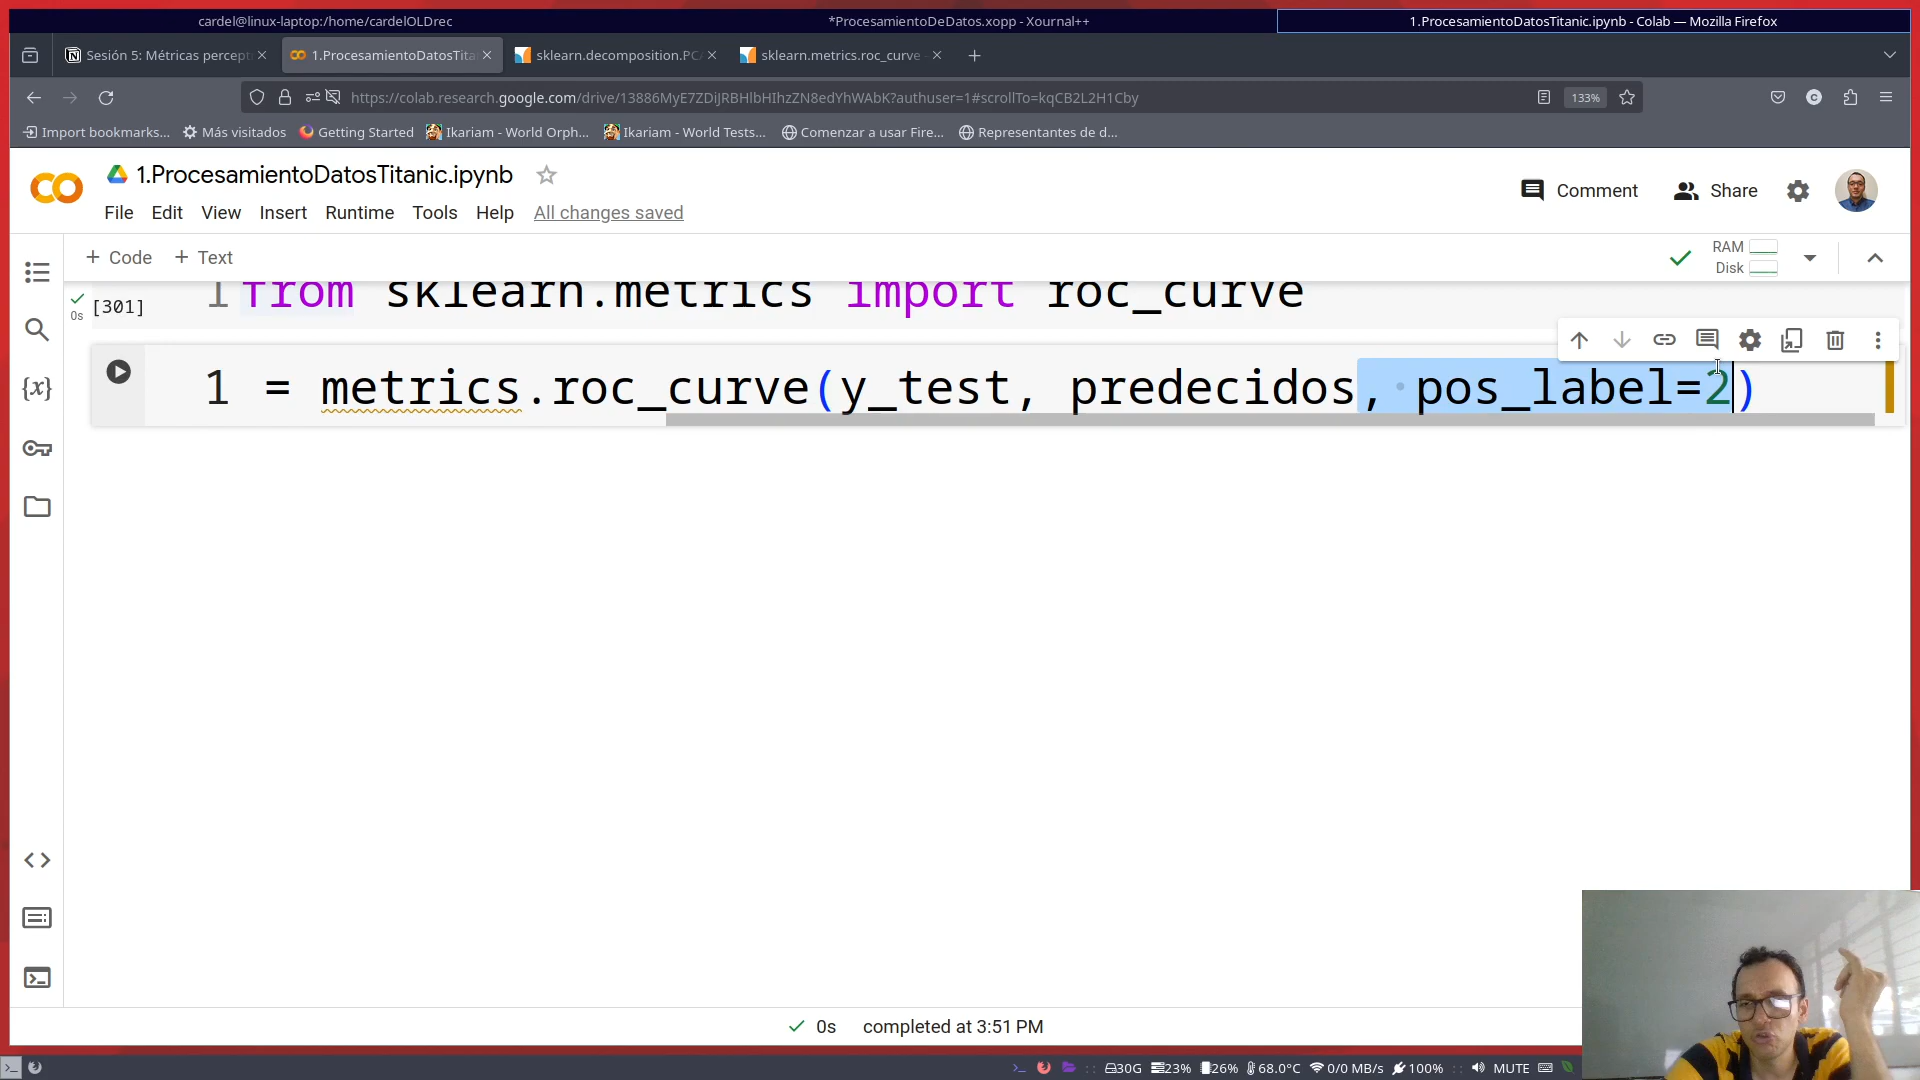 cardel@linux-laptop:/home/cardelOLDrec
*ProcesamientoDeDatos.xopp - Xournal++
1.ProcesamientoDatosTitanic.ipynb - Colab — Mozilla Firefox
Sesión 5: Métricas percept
1.ProcesamientoDatosTita
sklearn.decomposition.PC
sklearn.metrics.roc_curve
https://colab.research.google.com/drive/13886MyE7ZDiJRBHlbHIhzZN8edYhWAbK?authuser=1#scrollTo=kqCB2L2H1Cby
133%
C
Import bookmarks...
Más visitados
Getting Started
Ikariam - World Orph...
Ikariam - World Tests...
Comenzar a usar Fire...
Representantes de d...
1.ProcesamientoDatosTitanic.ipynb
Comment
Share
File Edit View Insert Runtime Tools Help All changes saved
+ Code + Text
RAM
Disk
0s
[301]
1 from sklearn.metrics import roc_curve
1 = metrics.roc_curve(y_test, predecidos, pos_label=2)
{x}
0s completed at 3:51 PM
30G 23% 26% 68.0°C 0/0 MB/s 100% MUTE